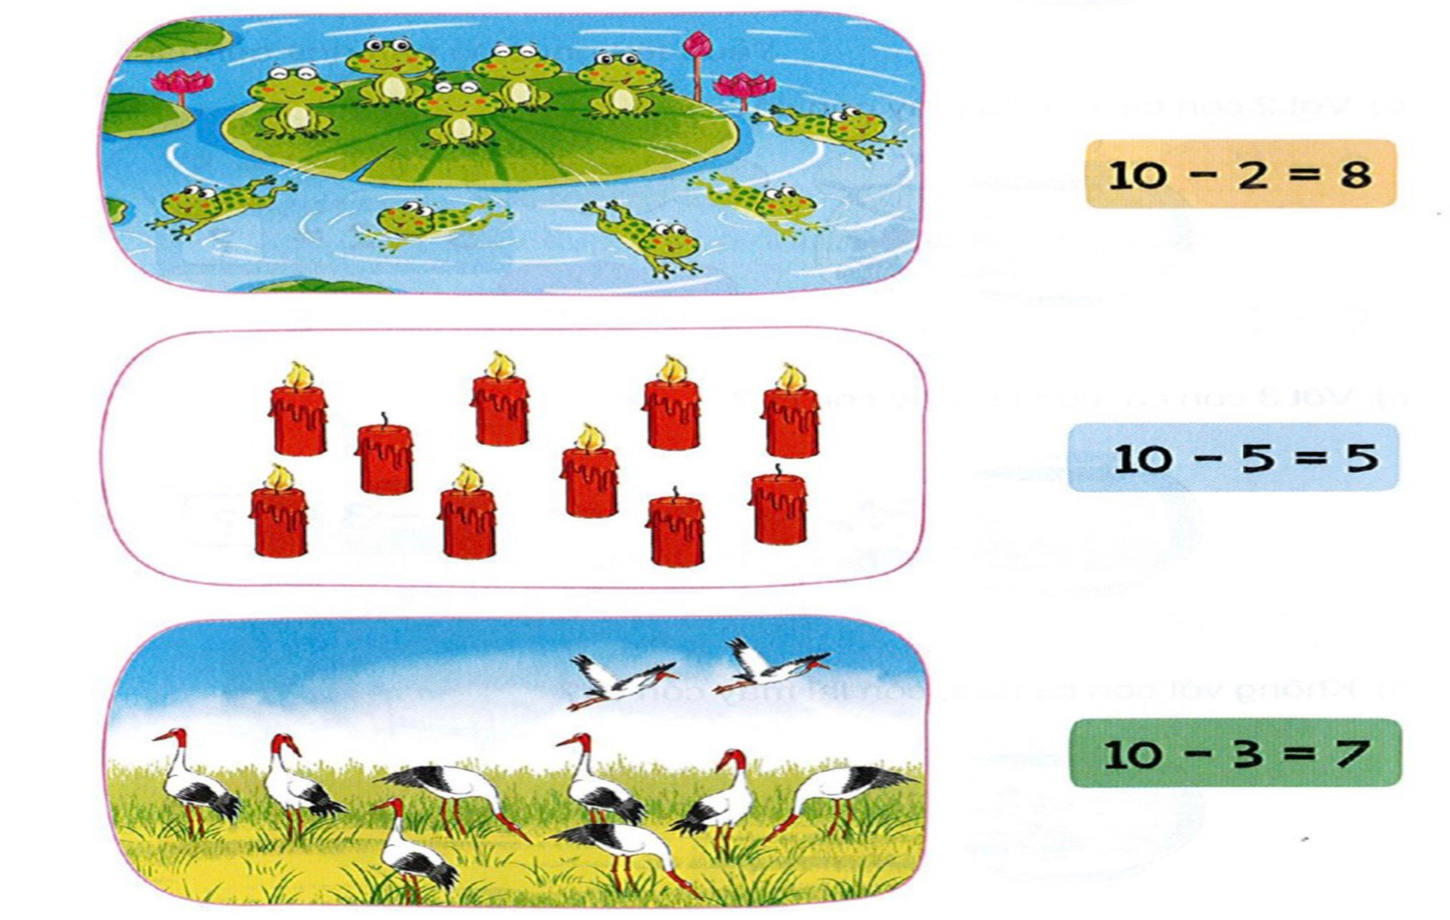 10 - 2 = 8
10 - 5 = 5
10 - 3 = 7